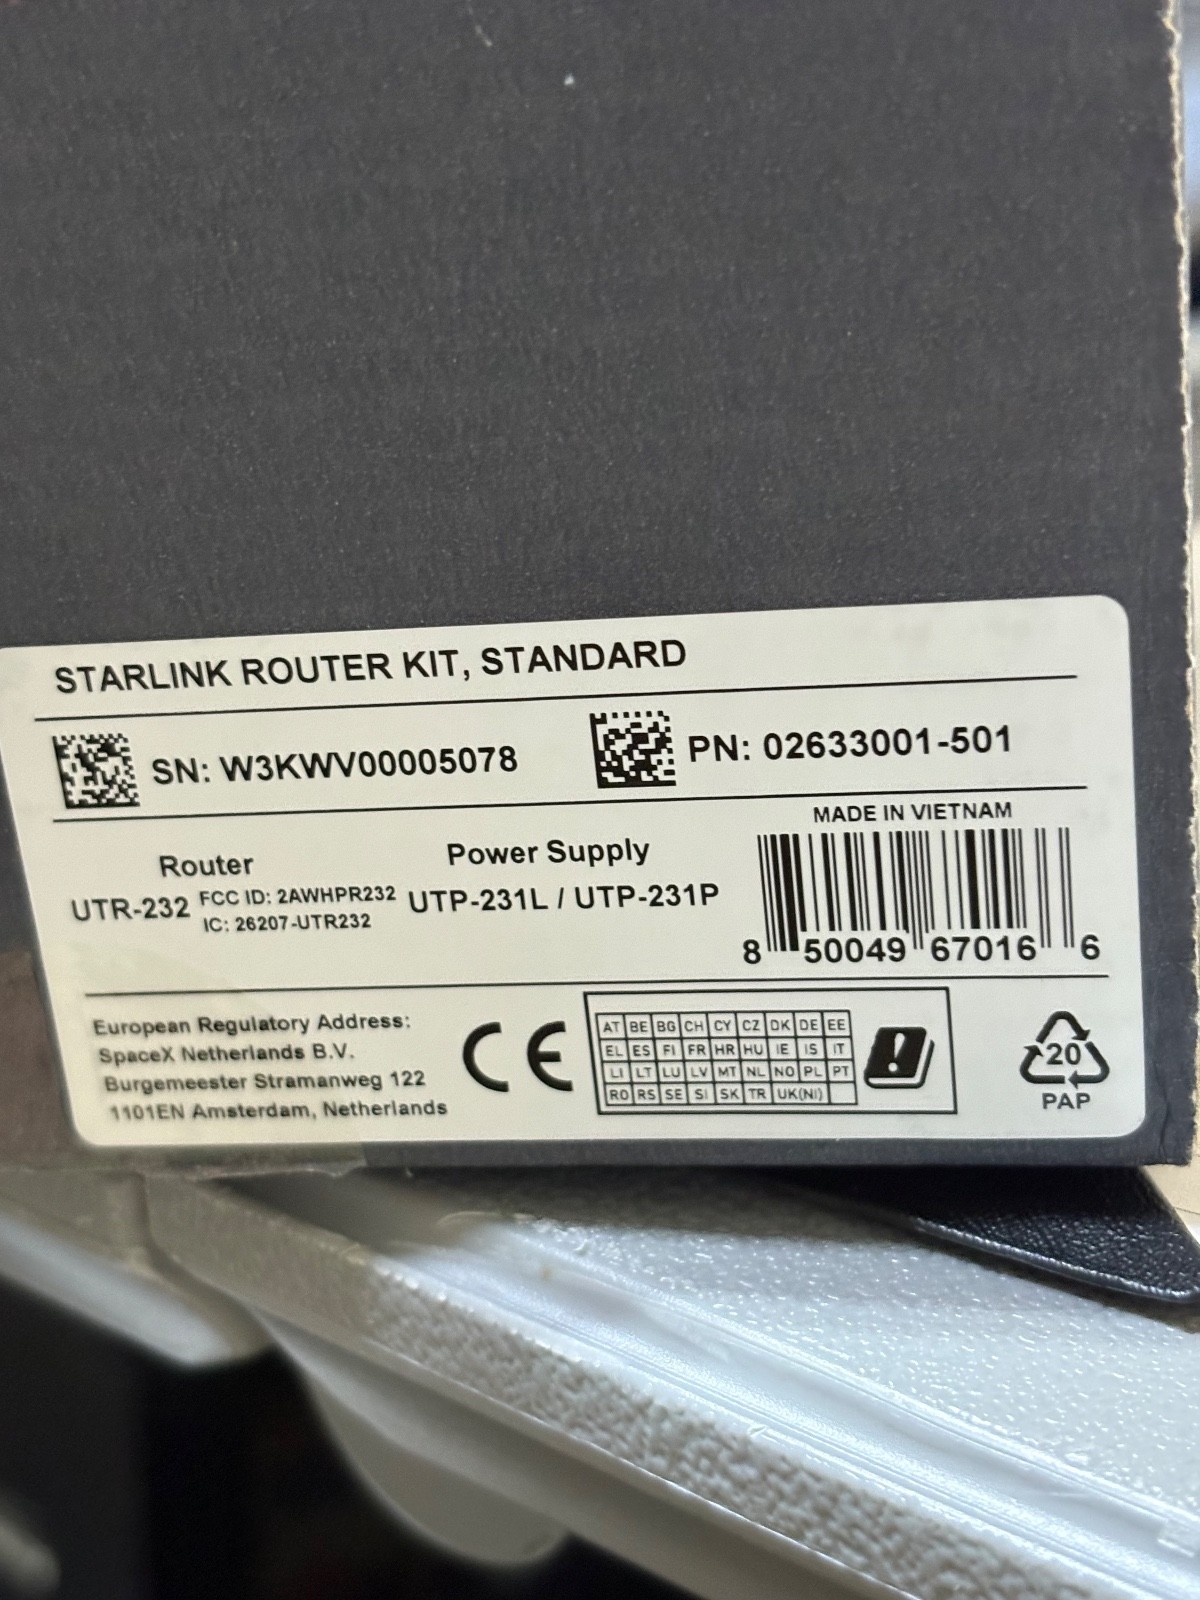 STARLINK ROUTER KIT, STANDARD
SN: W3KWV00005078
PN: 02633001-501
MADE IN VIETNAM
Router
UTR-232
FCC ID: 2AWHPR232
IC: 26207-UTR232
Power Supply
UTP-231L / UTP-231P
8 50049 67016 6
European Regulatory Address:
SpaceX Netherlands B.V.
Burgemeester Stramanweg 122
1101EN Amsterdam, Netherlands
CE
AT BE BG CH CY CZ DK DE EE
EL ES FI FR HR HU IE IS IT
LI LT LU LV MT NL NO PL PT
RO RS SE SI SK TR UK(NI)
!
20
PAP